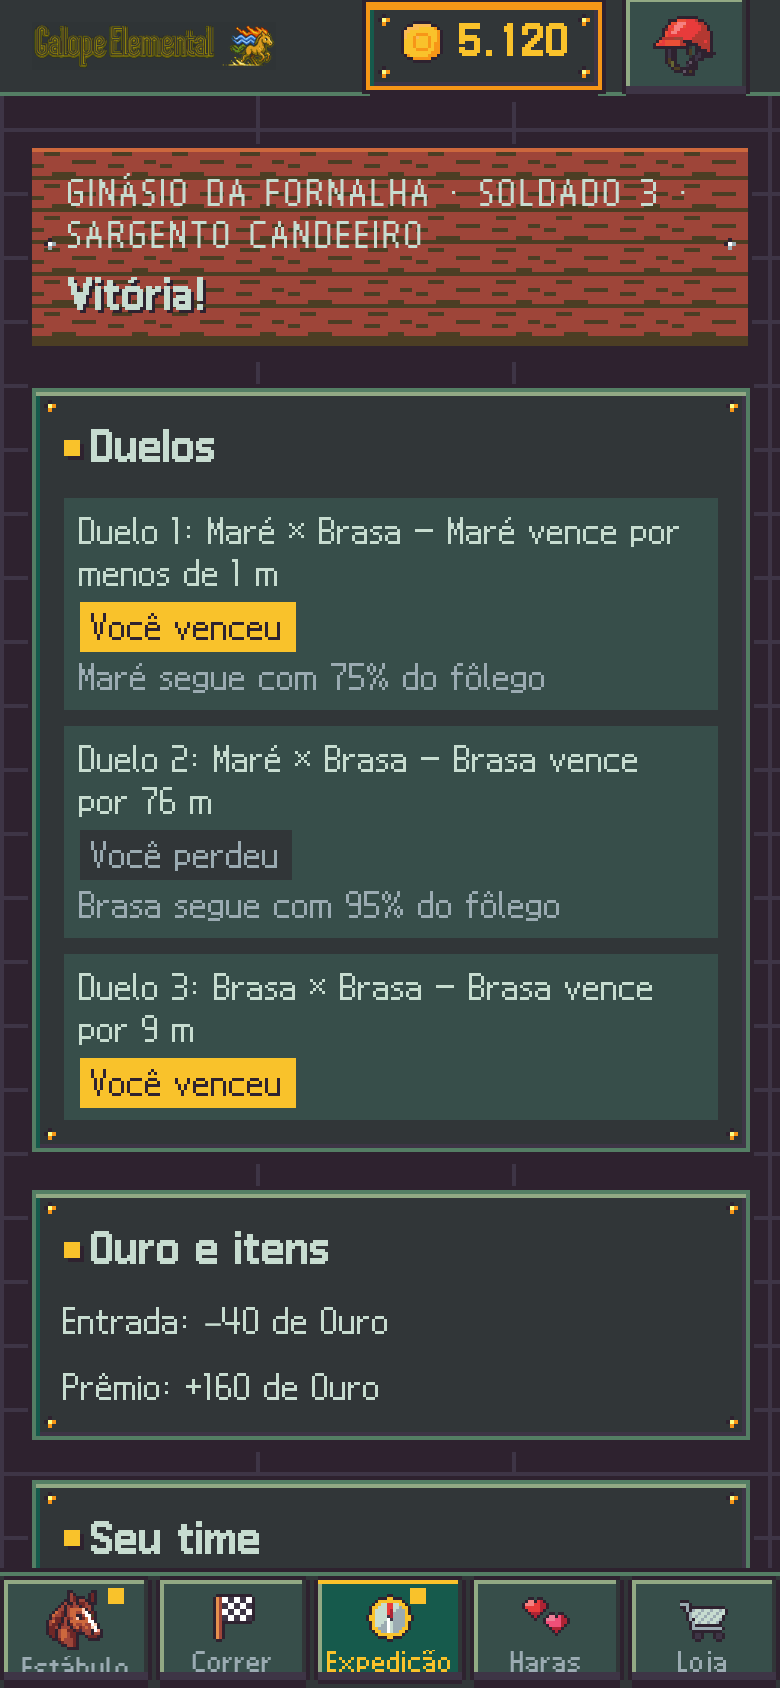 Galope Elemental
5.120
GINÁSIO DA FORNALHA · SOLDADO 3 ·
SARGENTO CANDEEIRO
Vitória!
Duelos
Duelo 1: Maré × Brasa – Maré vence por
menos de 1 m
Você venceu
Maré segue com 75% do fôlego
Duelo 2: Maré × Brasa – Brasa vence
por 76 m
Você perdeu
Brasa segue com 95% do fôlego
Duelo 3: Brasa × Brasa – Brasa vence
por 9 m
Você venceu
Ouro e itens
Entrada: −40 de Ouro
Prêmio: +160 de Ouro
Seu time
Estábulo
Correr
Expedição
Haras
Loja